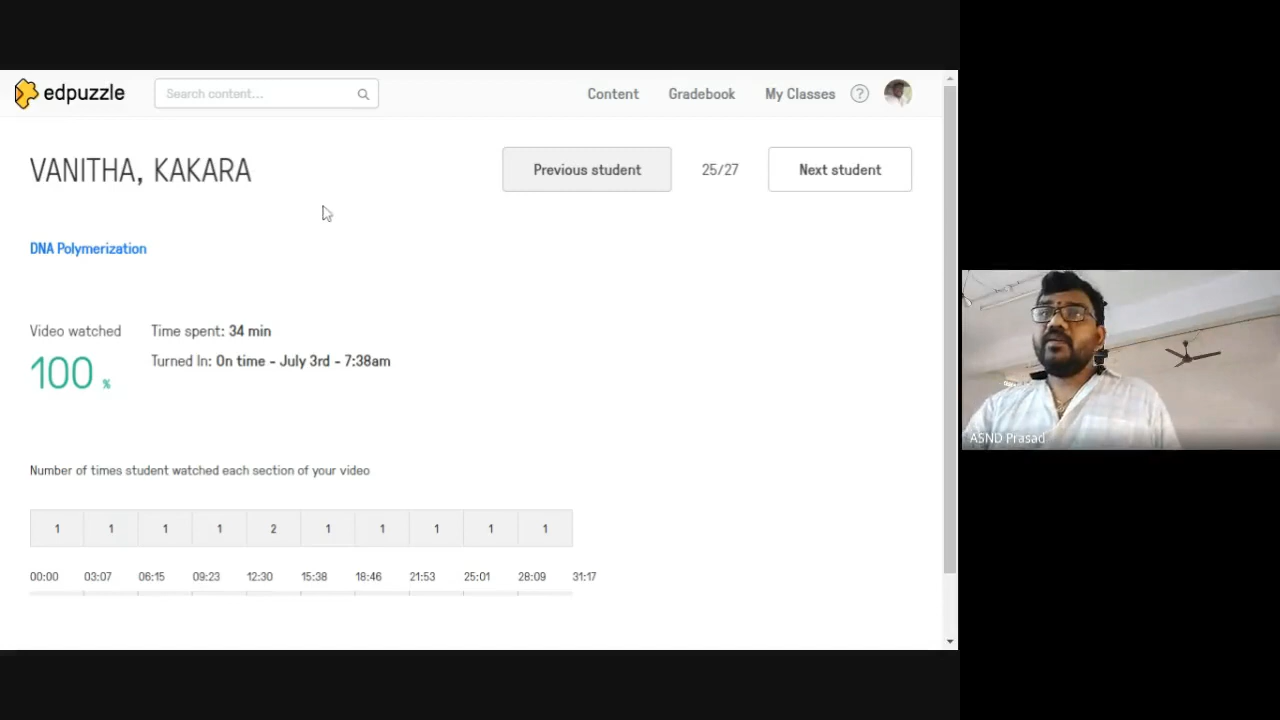 edpuzzle
Search content...
Content
Gradebook
My Classes
?
VANITHA, KAKARA
Previous student
25/27
Next student
DNA Polymerization
Video watched
100 %
Time spent: 34 min
Turned In: On time - July 3rd - 7:38am
Number of times student watched each section of your video
1 1 1 1 2 1 1 1 1 1
00:00 03:07 06:15 09:23 12:30 15:38 18:46 21:53 25:01 28:09 31:17
ASND Prasad